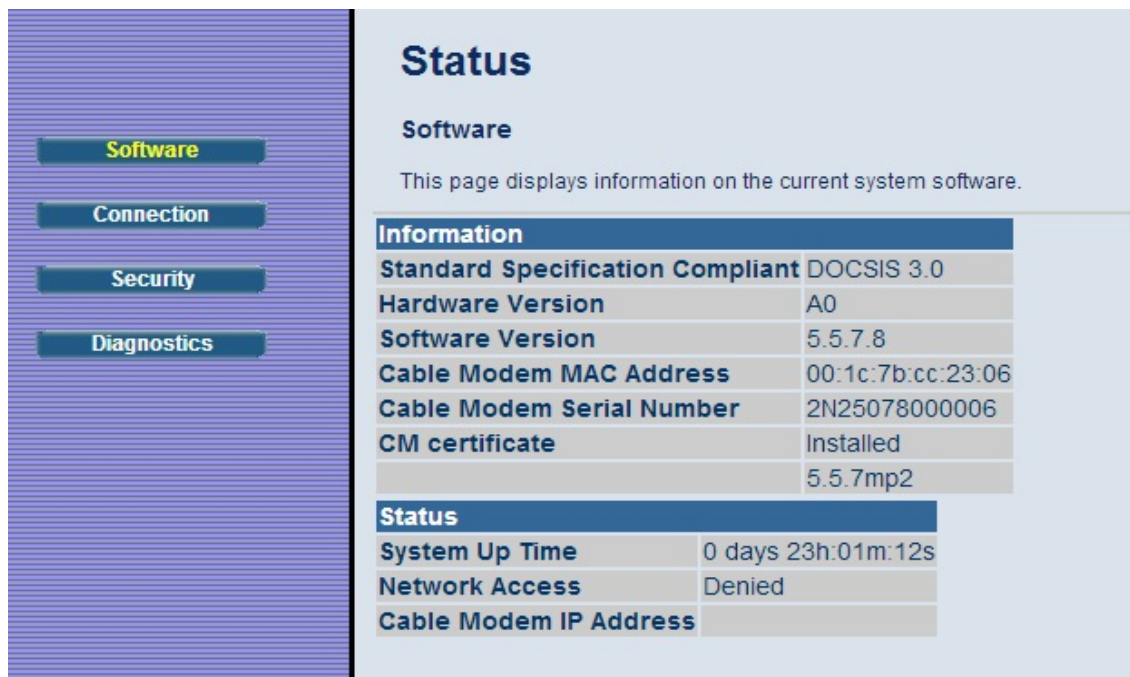 Software
Connection
Security
Diagnostics
Status
Software
This page displays information on the current system software.
Information
Standard Specification Compliant DOCSIS 3.0
Hardware Version A0
Software Version 5.5.7.8
Cable Modem MAC Address 00:1c:7b:cc:23:06
Cable Modem Serial Number 2N25078000006
CM certificate Installed
5.5.7mp2
Status
System Up Time 0 days 23h:01m:12s
Network Access Denied
Cable Modem IP Address